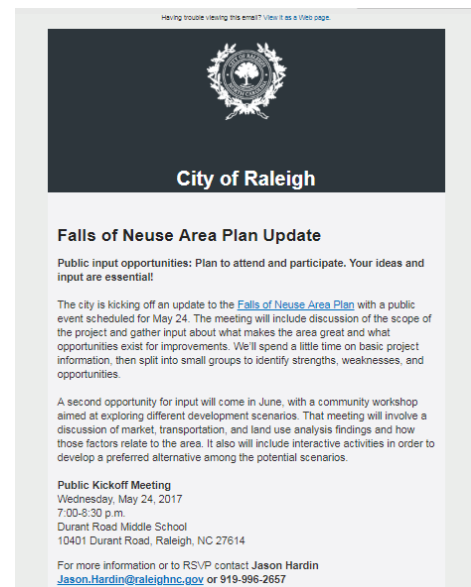 Having trouble viewing this email? View it as a Web page.
City of Raleigh
Falls of Neuse Area Plan Update
Public input opportunities: Plan to attend and participate. Your ideas and
input are essential!
The city is kicking off an update to the Falls of Neuse Area Plan with a public
event scheduled for May 24. The meeting will include discussion of the scope of
the project and gather input about what makes the area great and what
opportunities exist for improvements. We'll spend a little time on basic project
information, then split into small groups to identify strengths, weaknesses, and
opportunities.
A second opportunity for input will come in June, with a community workshop
aimed at exploring different development scenarios. That meeting will involve a
discussion of market, transportation, and land use analysis findings and how
those factors relate to the area. It also will include interactive activities in order to
develop a preferred alternative among the potential scenarios.
Public Kickoff Meeting
Wednesday, May 24, 2017
7:00-8:30 p.m.
Durant Road Middle School
10401 Durant Road, Raleigh, NC 27614
For more information or to RSVP contact Jason Hardin
Jason.Hardin@raleighnc.gov or 919-996-2657